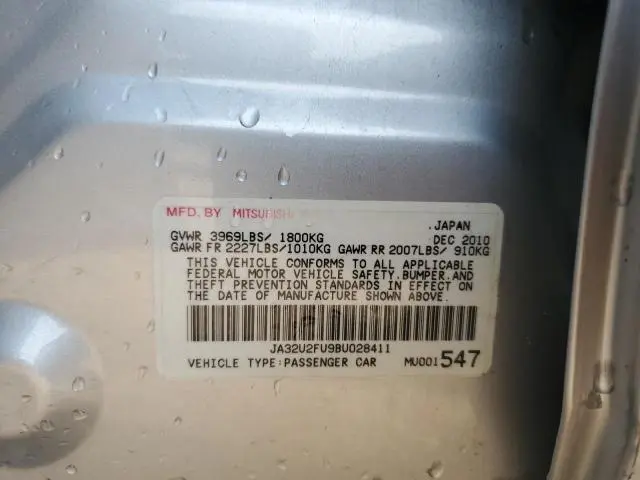 MFD. BY MITSUBISHI
JAPAN
GVWR 3969LBS/ 1800KG DEC 2010
GAWR FR 2227LBS/1010KG GAWR RR 2007LBS/ 910KG
THIS VEHICLE CONFORMS TO ALL APPLICABLE
FEDERAL MOTOR VEHICLE SAFETY.BUMPER.AND
THEFT PREVENTION STANDARDS IN EFFECT ON
THE DATE OF MANUFACTURE SHOWN ABOVE.
JA32U2FU9BU028411
VEHICLE TYPE:PASSENGER CAR MU001547